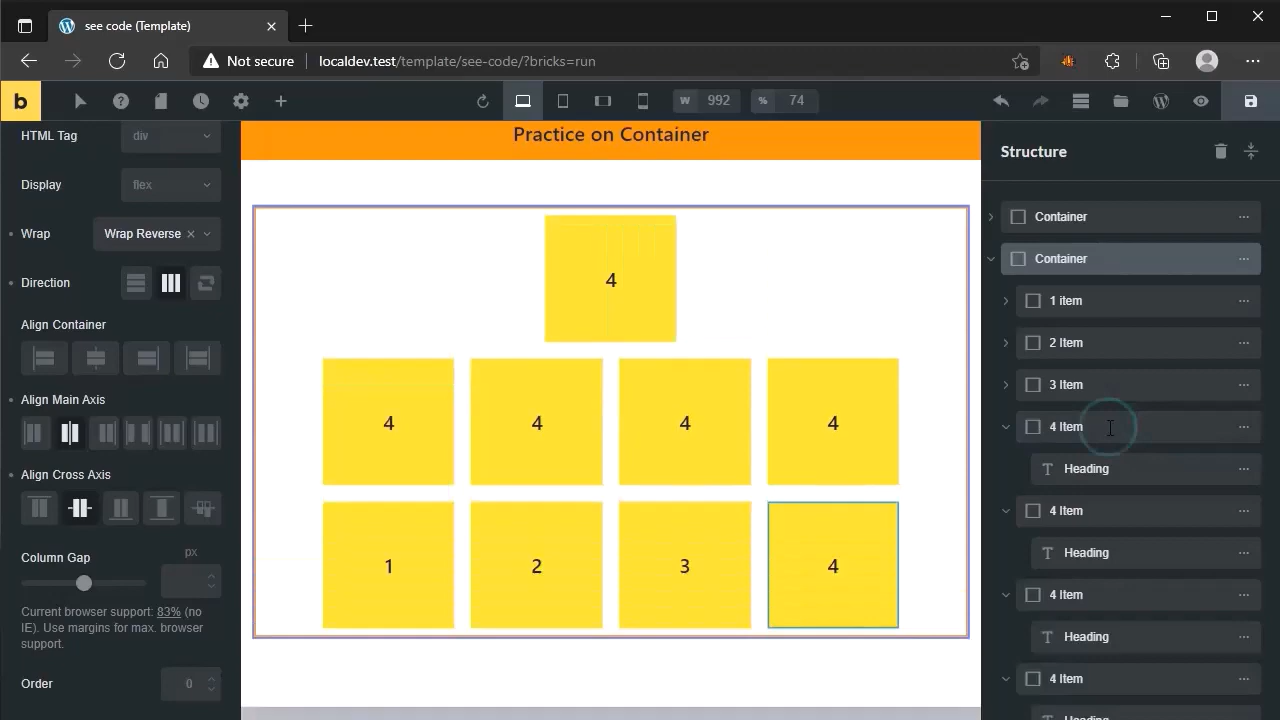 see code (Template)
Not secure
localdev.test/template/see-code/?bricks=run
b
W 992
% 74
HTML Tag
div
Display
flex
Wrap
Wrap Reverse
Direction
Align Container
Align Main Axis
Align Cross Axis
Column Gap
px
Current browser support: 83% (no
IE). Use margins for max. browser
support.
Order
0
Practice on Container
4
4 4 4 4
1 2 3 4
Structure
Container
Container
1 item
2 Item
3 Item
4 Item
Heading
4 Item
Heading
4 Item
Heading
4 Item